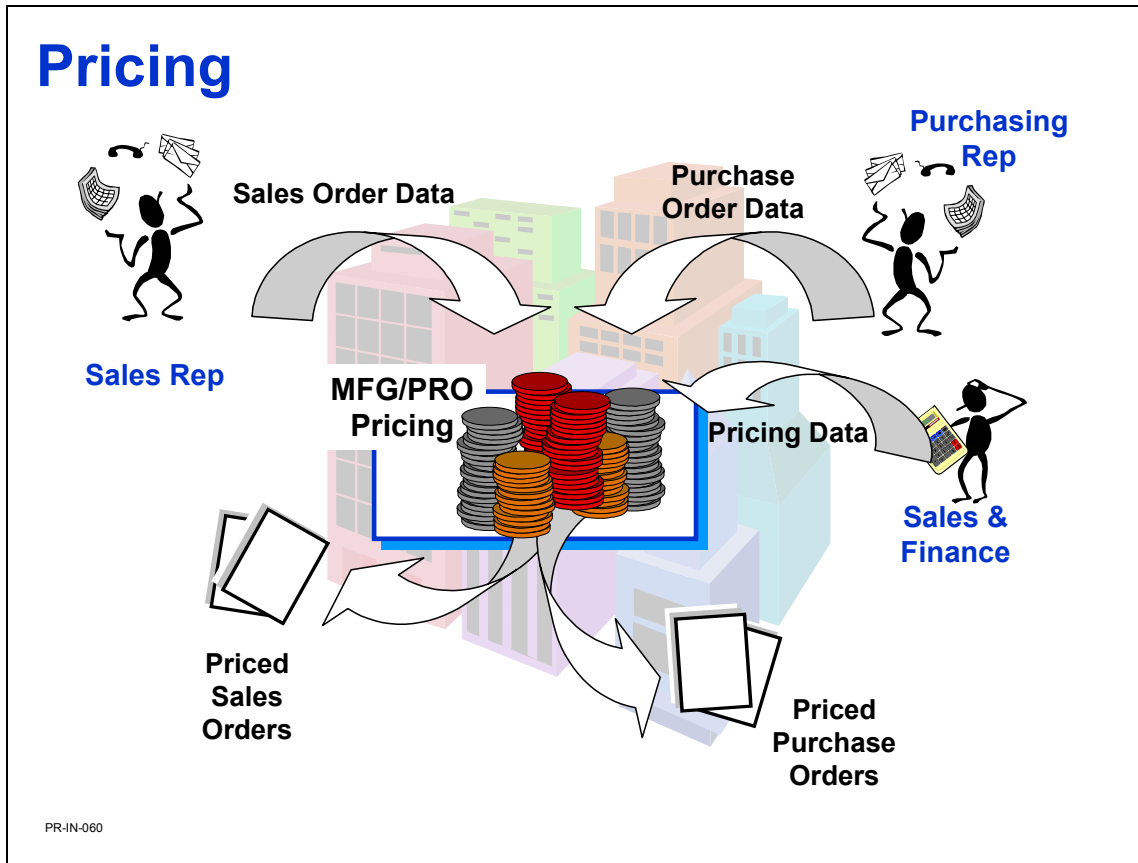 Pricing
Purchasing
Rep
Sales Order Data
Purchase
Order Data
Sales Rep
MFG/PRO
Pricing
Pricing Data
Sales &
Finance
Priced
Sales
Orders
Priced
Purchase
Orders
PR-IN-060